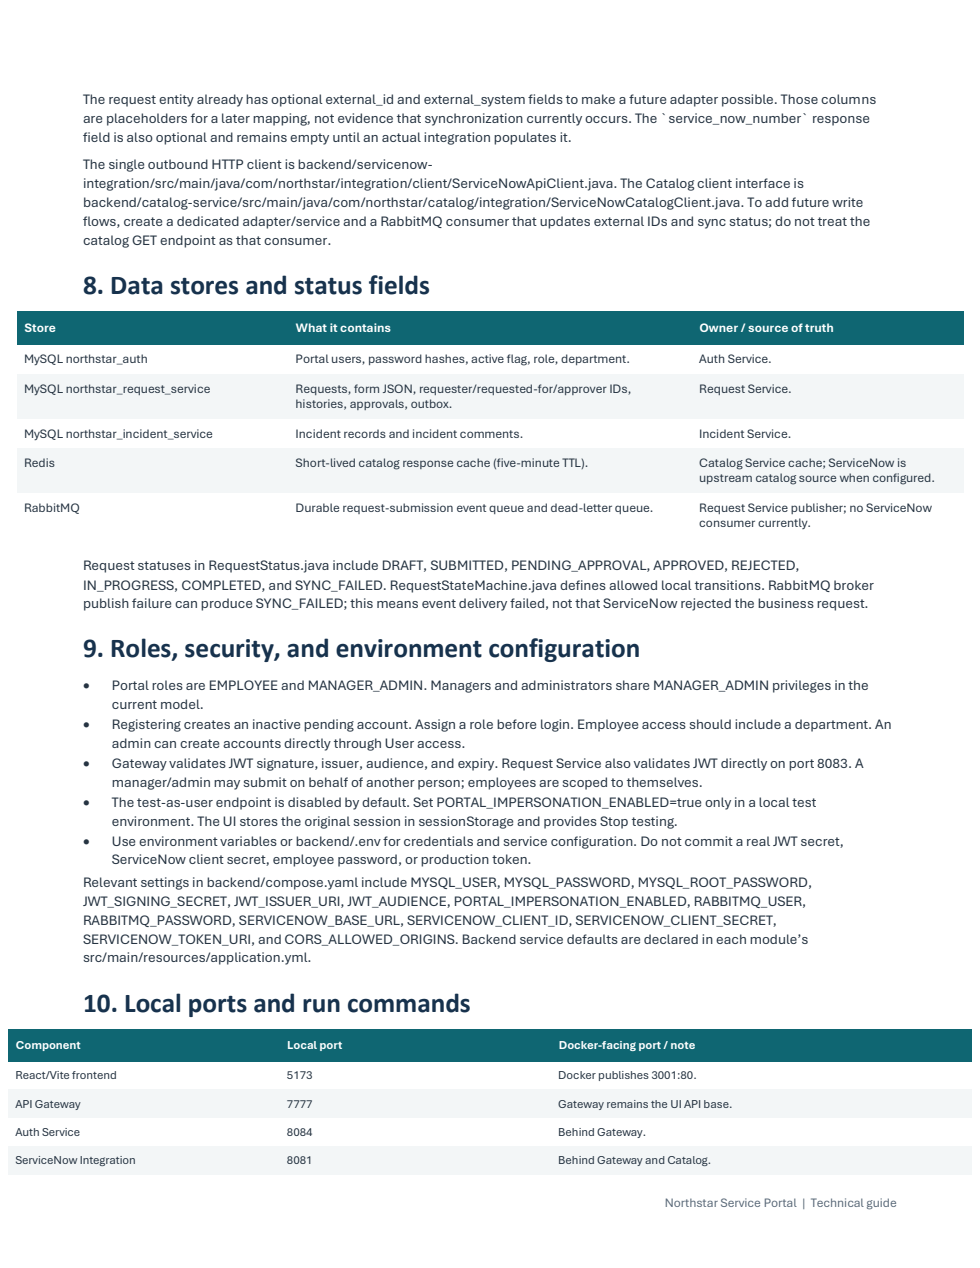 The request entity already has optional external_id and external_system fields to make a future adapter possible. Those columns
are placeholders for a later mapping, not evidence that synchronization currently occurs. The `service_now_number` response
field is also optional and remains empty until an actual integration populates it.
The single outbound HTTP client is backend/servicenow-
integration/src/main/java/com/northstar/integration/client/ServiceNowApiClient.java. The Catalog client interface is
backend/catalog-service/src/main/java/com/northstar/catalog/integration/ServiceNowCatalogClient.java. To add future write
flows, create a dedicated adapter/service and a RabbitMQ consumer that updates external IDs and sync status; do not treat the
catalog GET endpoint as that consumer.
8. Data stores and status fields
Store What it contains Owner / source of truth
MySQL northstar_auth Portal users, password hashes, active flag, role, department. Auth Service.
MySQL northstar_request_service Requests, form JSON, requester/requested-for/approver IDs, Request Service.
histories, approvals, outbox.
MySQL northstar_incident_service Incident records and incident comments. Incident Service.
Redis Short-lived catalog response cache (five-minute TTL). Catalog Service cache; ServiceNow is
upstream catalog source when configured.
RabbitMQ Durable request-submission event queue and dead-letter queue. Request Service publisher; no ServiceNow
consumer currently.
Request statuses in RequestStatus.java include DRAFT, SUBMITTED, PENDING_APPROVAL, APPROVED, REJECTED,
IN_PROGRESS, COMPLETED, and SYNC_FAILED. RequestStateMachine.java defines allowed local transitions. RabbitMQ broker
publish failure can produce SYNC_FAILED; this means event delivery failed, not that ServiceNow rejected the business request.
9. Roles, security, and environment configuration
• Portal roles are EMPLOYEE and MANAGER_ADMIN. Managers and administrators share MANAGER_ADMIN privileges in the
current model.
• Registering creates an inactive pending account. Assign a role before login. Employee access should include a department. An
admin can create accounts directly through User access.
• Gateway validates JWT signature, issuer, audience, and expiry. Request Service also validates JWT directly on port 8083. A
manager/admin may submit on behalf of another person; employees are scoped to themselves.
• The test-as-user endpoint is disabled by default. Set PORTAL_IMPERSONATION_ENABLED=true only in a local test
environment. The UI stores the original session in sessionStorage and provides Stop testing.
• Use environment variables or backend/.env for credentials and service configuration. Do not commit a real JWT secret,
ServiceNow client secret, employee password, or production token.
Relevant settings in backend/compose.yaml include MYSQL_USER, MYSQL_PASSWORD, MYSQL_ROOT_PASSWORD,
JWT_SIGNING_SECRET, JWT_ISSUER_URI, JWT_AUDIENCE, PORTAL_IMPERSONATION_ENABLED, RABBITMQ_USER,
RABBITMQ_PASSWORD, SERVICENOW_BASE_URL, SERVICENOW_CLIENT_ID, SERVICENOW_CLIENT_SECRET,
SERVICENOW_TOKEN_URI, and CORS_ALLOWED_ORIGINS. Backend service defaults are declared in each module’s
src/main/resources/application.yml.
10. Local ports and run commands
Component Local port Docker-facing port / note
React/Vite frontend 5173 Docker publishes 3001:80.
API Gateway 7777 Gateway remains the UI API base.
Auth Service 8084 Behind Gateway.
ServiceNow Integration 8081 Behind Gateway and Catalog.
Northstar Service Portal | Technical guide